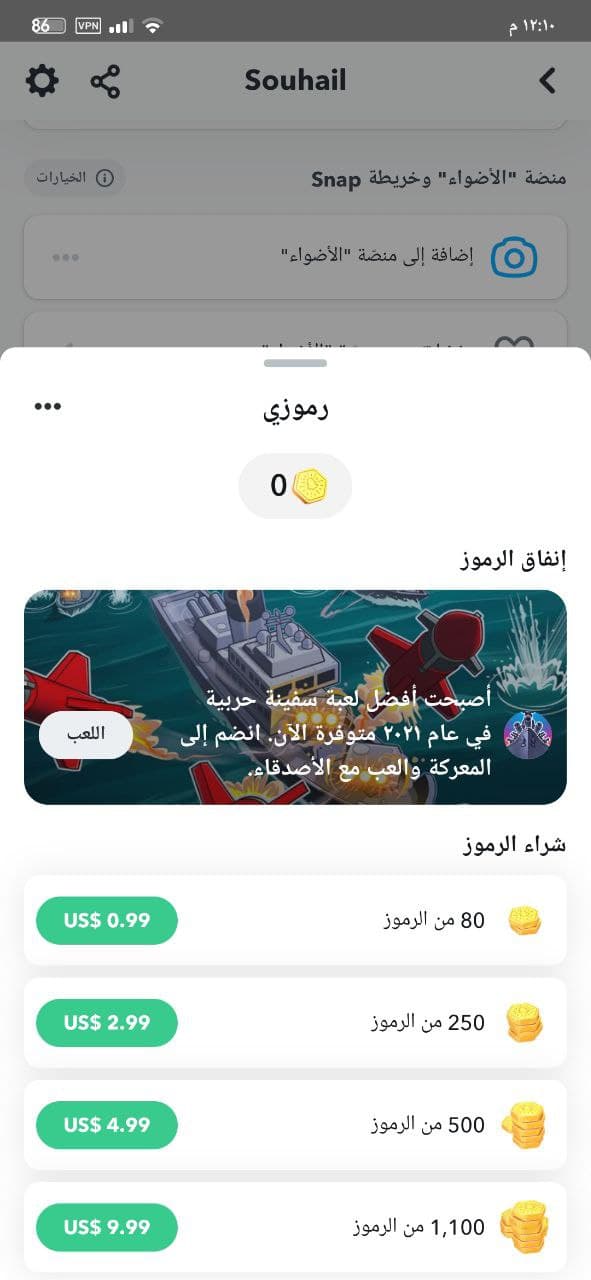 ١٢:١٠ م
VPN
86
Souhail
منصة "الأضواء" وخريطة Snap
الخيارات
إضافة إلى منصّة "الأضواء"
رموزي
0
إنفاق الرموز
أصبحت أفضل لعبة سفينة حربية
في عام ٢٠٢١ متوفرة الآن. انضم إلى
المعركة والعب مع الأصدقاء.
اللعب
شراء الرموز
80 من الرموز
US$ 0.99
250 من الرموز
US$ 2.99
500 من الرموز
US$ 4.99
1,100 من الرموز
US$ 9.99